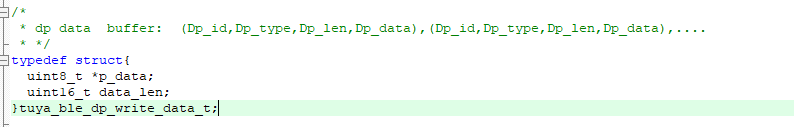 /*
 * dp data  buffer:  (Dp_id,Dp_type,Dp_len,Dp_data),(Dp_id,Dp_type,Dp_len,Dp_data),....
 * */
typedef struct{
  uint8_t *p_data;
  uint16_t data_len;
}tuya_ble_dp_write_data_t;